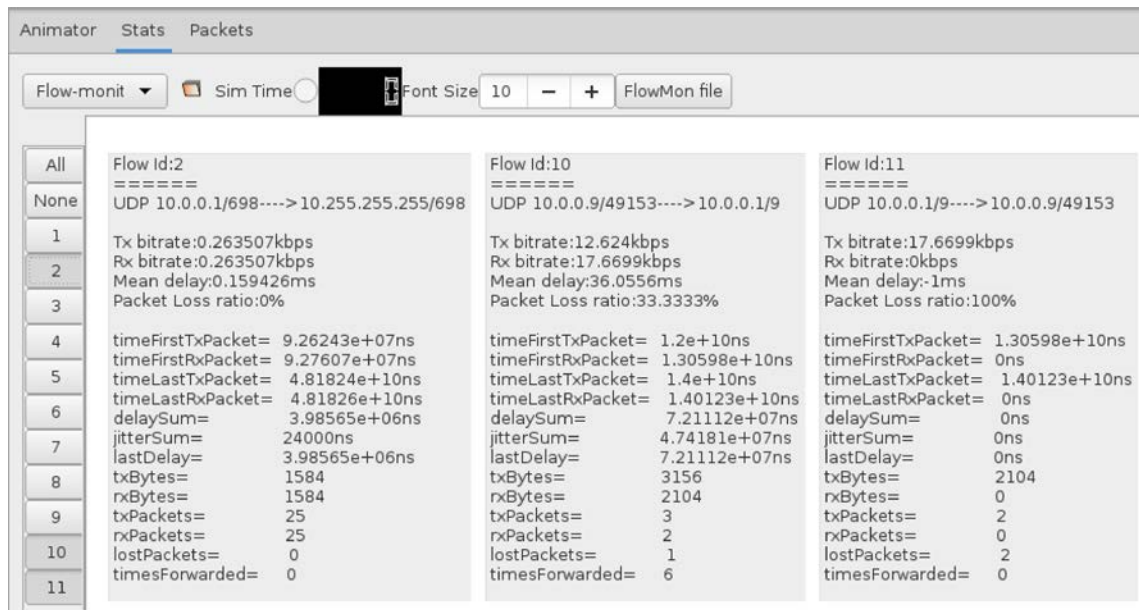 Animator Stats Packets
Flow-monit Sim Time Font Size 10 − + FlowMon file
All
None
1
2
3
4
5
6
7
8
9
10
11
Flow Id:2
======
UDP 10.0.0.1/698---->10.255.255.255/698
Tx bitrate:0.263507kbps
Rx bitrate:0.263507kbps
Mean delay:0.159426ms
Packet Loss ratio:0%
timeFirstTxPacket= 9.26243e+07ns
timeFirstRxPacket= 9.27607e+07ns
timeLastTxPacket= 4.81824e+10ns
timeLastRxPacket= 4.81826e+10ns
delaySum= 3.98565e+06ns
jitterSum= 24000ns
lastDelay= 3.98565e+06ns
txBytes= 1584
rxBytes= 1584
txPackets= 25
rxPackets= 25
lostPackets= 0
timesForwarded= 0
Flow Id:10
======
UDP 10.0.0.9/49153---->10.0.0.1/9
Tx bitrate:12.624kbps
Rx bitrate:17.6699kbps
Mean delay:36.0556ms
Packet Loss ratio:33.3333%
timeFirstTxPacket= 1.2e+10ns
timeFirstRxPacket= 1.30598e+10ns
timeLastTxPacket= 1.4e+10ns
timeLastRxPacket= 1.40123e+10ns
delaySum= 7.21112e+07ns
jitterSum= 4.74181e+07ns
lastDelay= 7.21112e+07ns
txBytes= 3156
rxBytes= 2104
txPackets= 3
rxPackets= 2
lostPackets= 1
timesForwarded= 6
Flow Id:11
======
UDP 10.0.0.1/9---->10.0.0.9/49153
Tx bitrate:17.6699kbps
Rx bitrate:0kbps
Mean delay:-1ms
Packet Loss ratio:100%
timeFirstTxPacket= 1.30598e+10ns
timeFirstRxPacket= 0ns
timeLastTxPacket= 1.40123e+10ns
timeLastRxPacket= 0ns
delaySum= 0ns
jitterSum= 0ns
lastDelay= 0ns
txBytes= 2104
rxBytes= 0
txPackets= 2
rxPackets= 0
lostPackets= 2
timesForwarded= 0